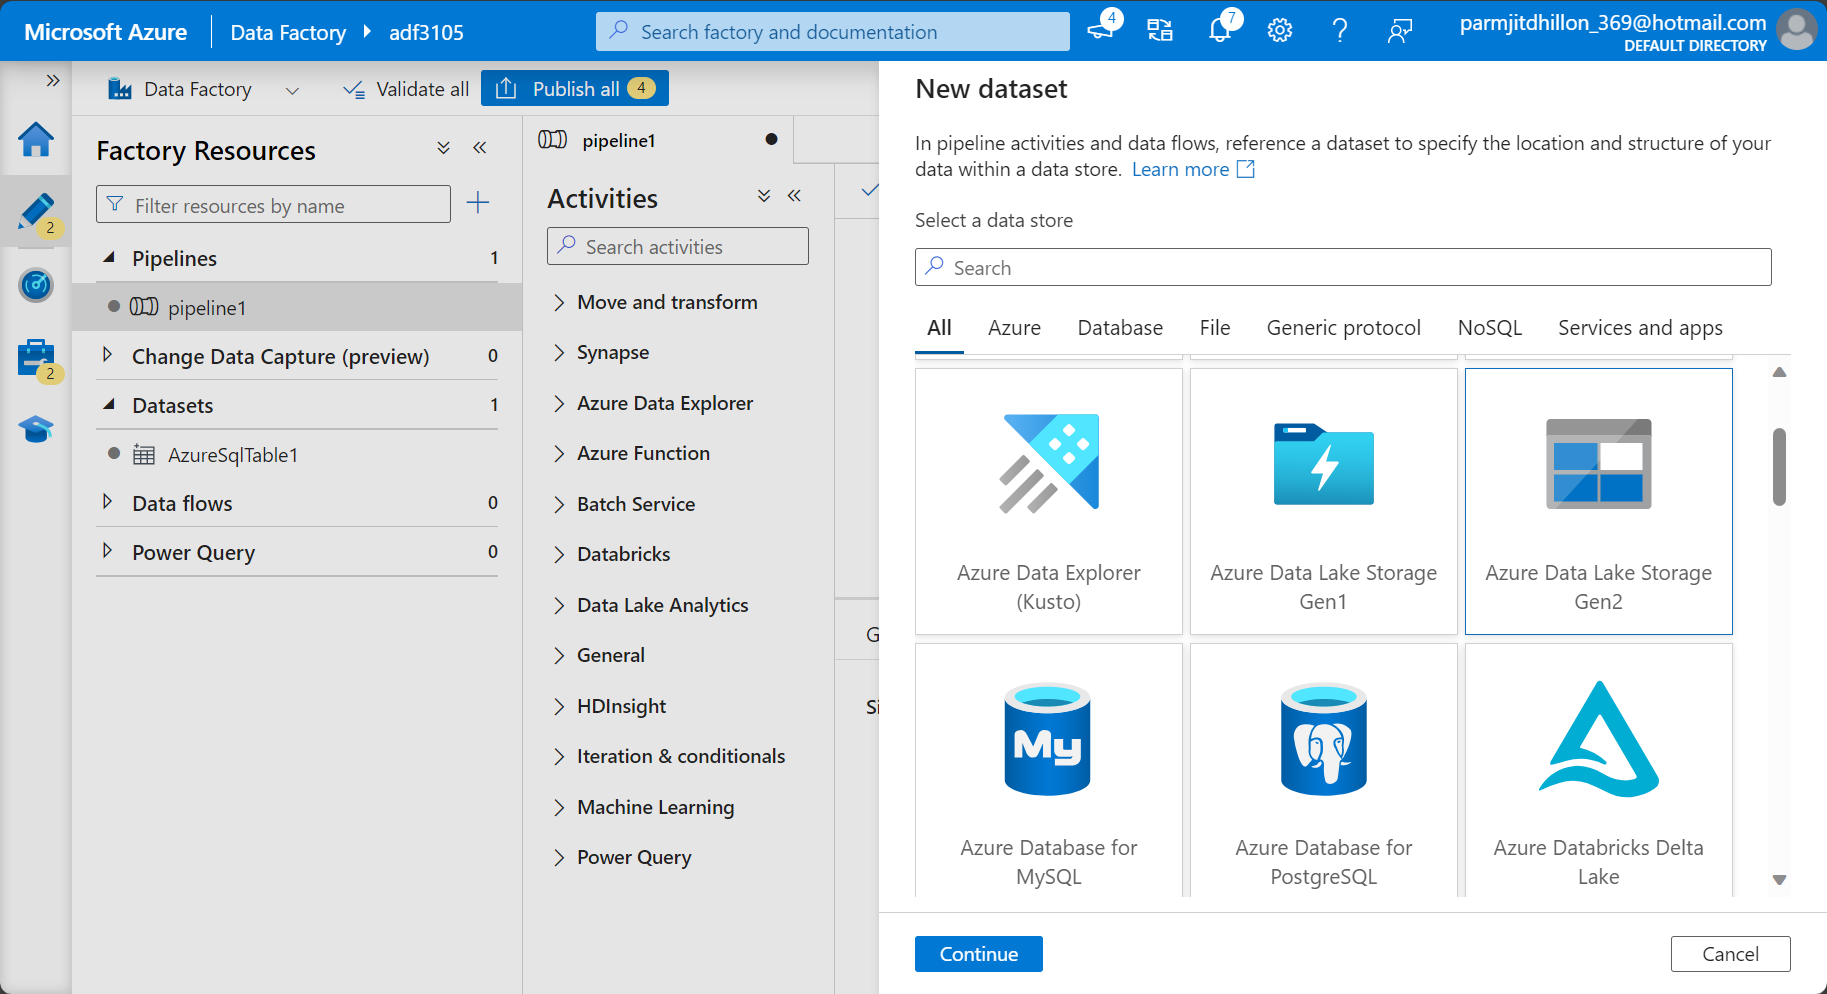 Microsoft Azure
Data Factory
adf3105
Search factory and documentation
4
7
parmjitdhillon_369@hotmail.com
DEFAULT DIRECTORY
2
2
Data Factory
Validate all
Publish all 4
Factory Resources
Filter resources by name
Pipelines 1
pipeline1
Change Data Capture (preview) 0
Datasets 1
AzureSqlTable1
Data flows 0
Power Query 0
pipeline1
Activities
Search activities
Move and transform
Synapse
Azure Data Explorer
Azure Function
Batch Service
Databricks
Data Lake Analytics
General
HDInsight
Iteration & conditionals
Machine Learning
Power Query
G
Si
New dataset
In pipeline activities and data flows, reference a dataset to specify the location and structure of your
data within a data store. Learn more
Select a data store
Search
All Azure Database File Generic protocol NoSQL Services and apps
Azure Data Explorer
(Kusto)
Azure Data Lake Storage
Gen1
Azure Data Lake Storage
Gen2
My
Azure Database for
MySQL
Azure Database for
PostgreSQL
Azure Databricks Delta
Lake
Continue
Cancel